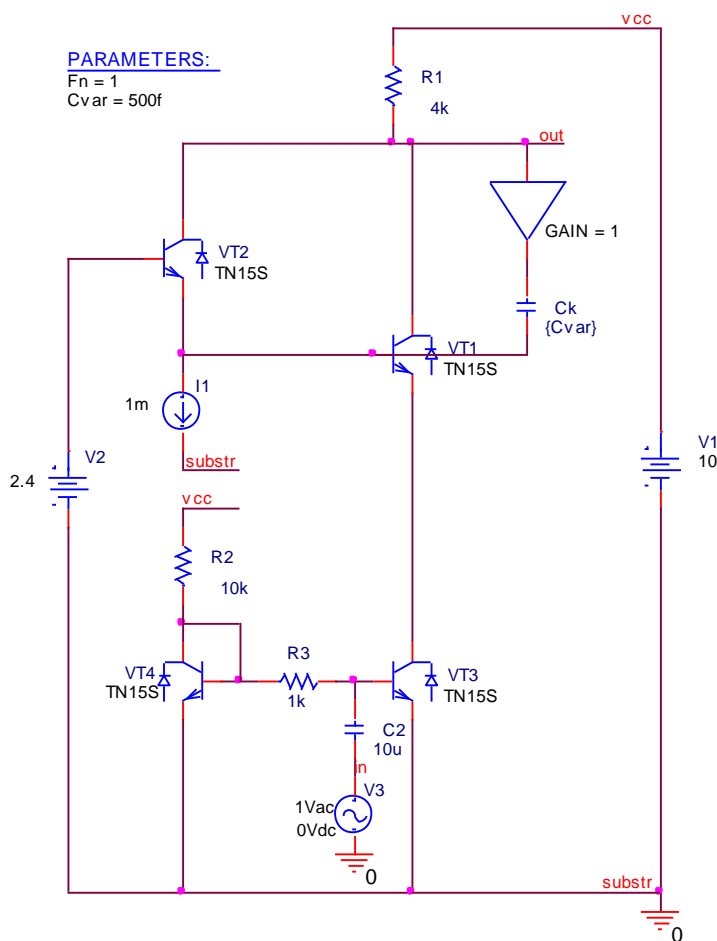 vcc
PARAMETERS:
Fn = 1
Cvar = 500f
R1
4k
out
GAIN = 1
VT2
TN15S
Ck
{Cvar}
VT1
TN15S
I1
1m
substr
V2
2.4
V1
10
vcc
R2
10k
R3
1k
VT4
TN15S
VT3
TN15S
C2
10u
in
V3
1Vac
0Vdc
0
substr
0